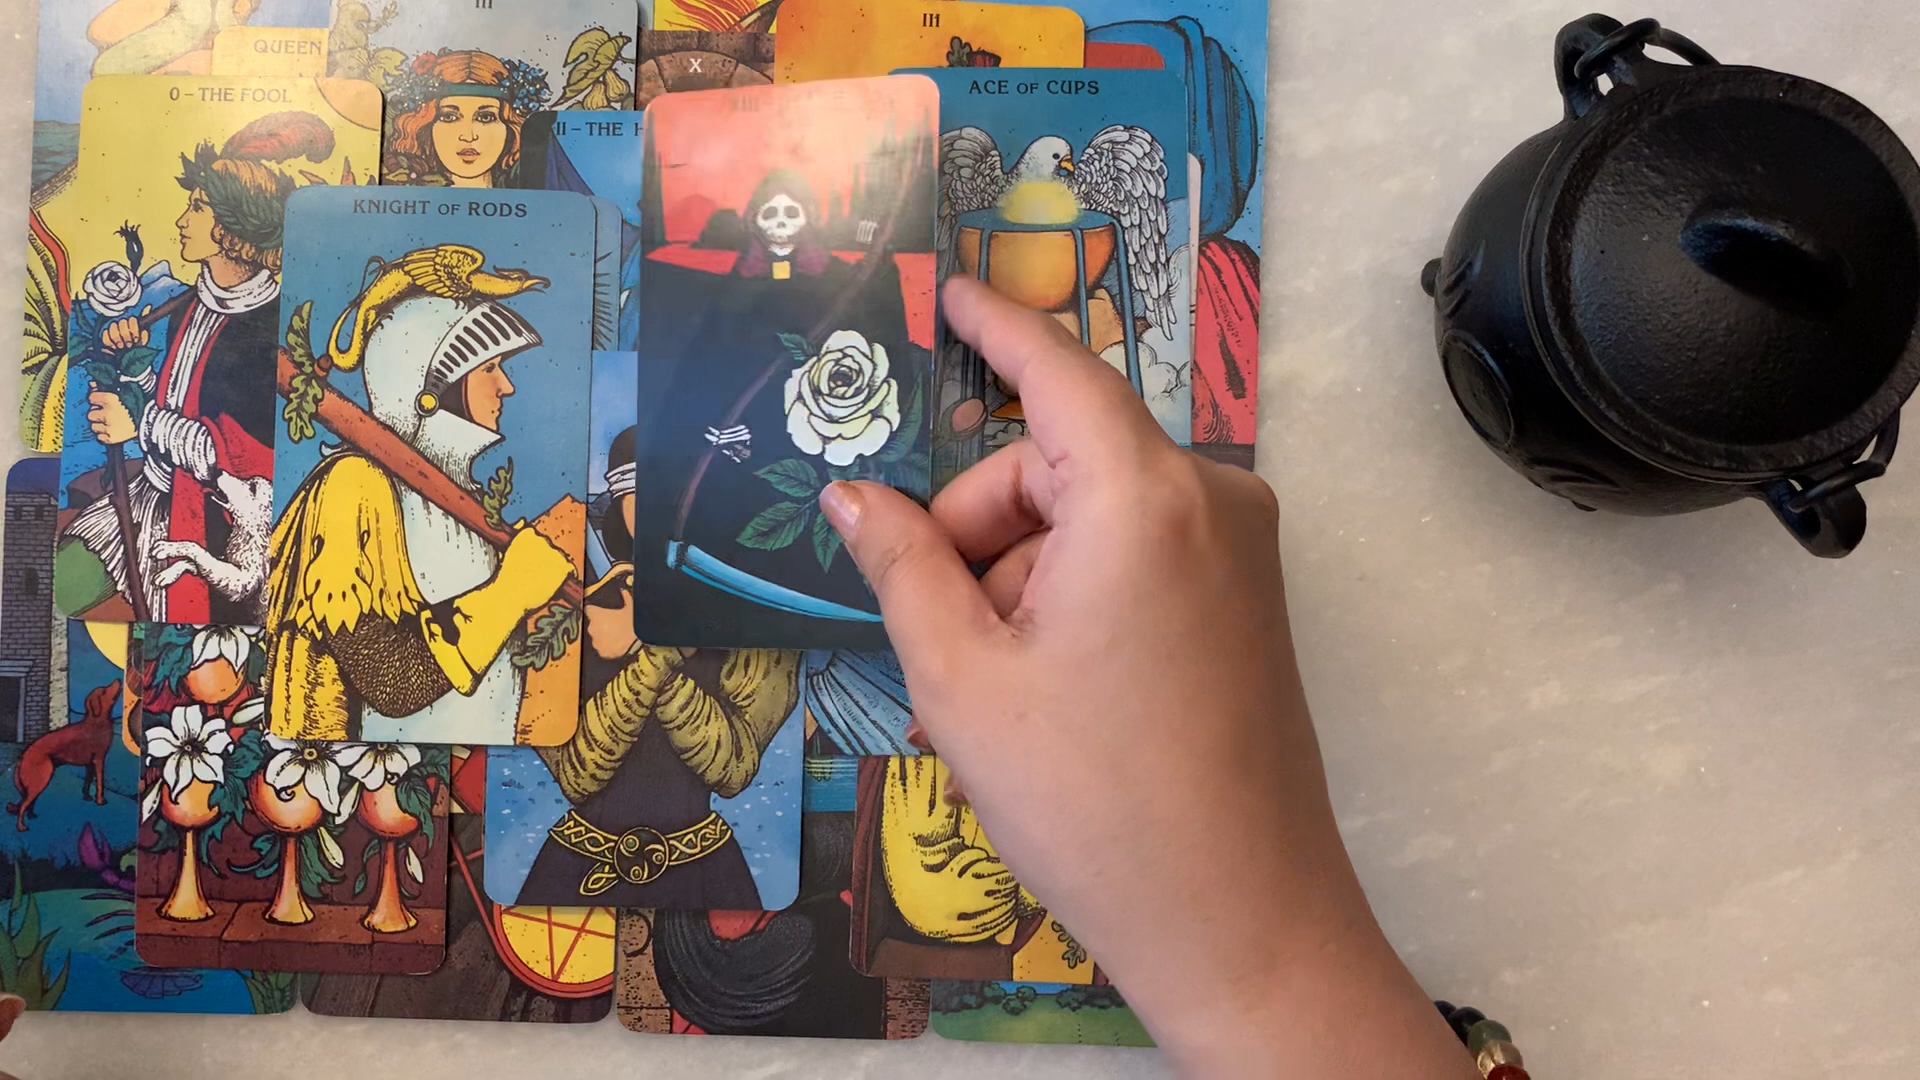 III
III
QUEEN
X
0 – THE FOOL
ACE OF CUPS
II – THE H
KNIGHT OF RODS